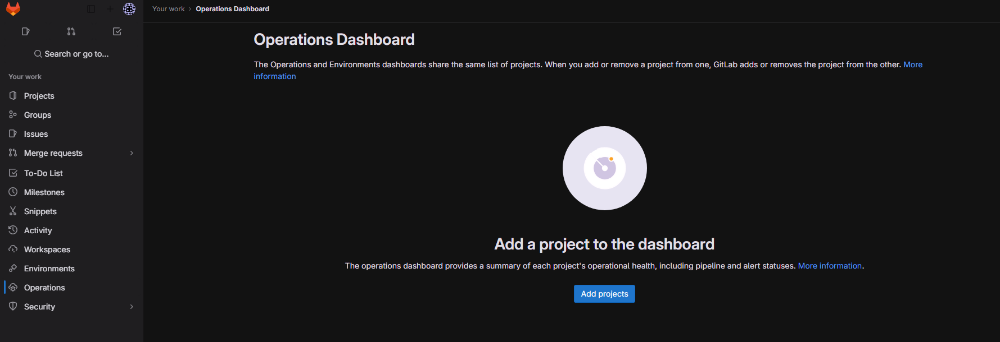 Your work › Operations Dashboard
Search or go to...
Your work
Projects
Groups
Issues
Merge requests
To-Do List
Milestones
Snippets
Activity
Workspaces
Environments
Operations
Security
Operations Dashboard
The Operations and Environments dashboards share the same list of projects. When you add or remove a project from one, GitLab adds or removes the project from the other. More
information
Add a project to the dashboard
The operations dashboard provides a summary of each project's operational health, including pipeline and alert statuses. More information.
Add projects